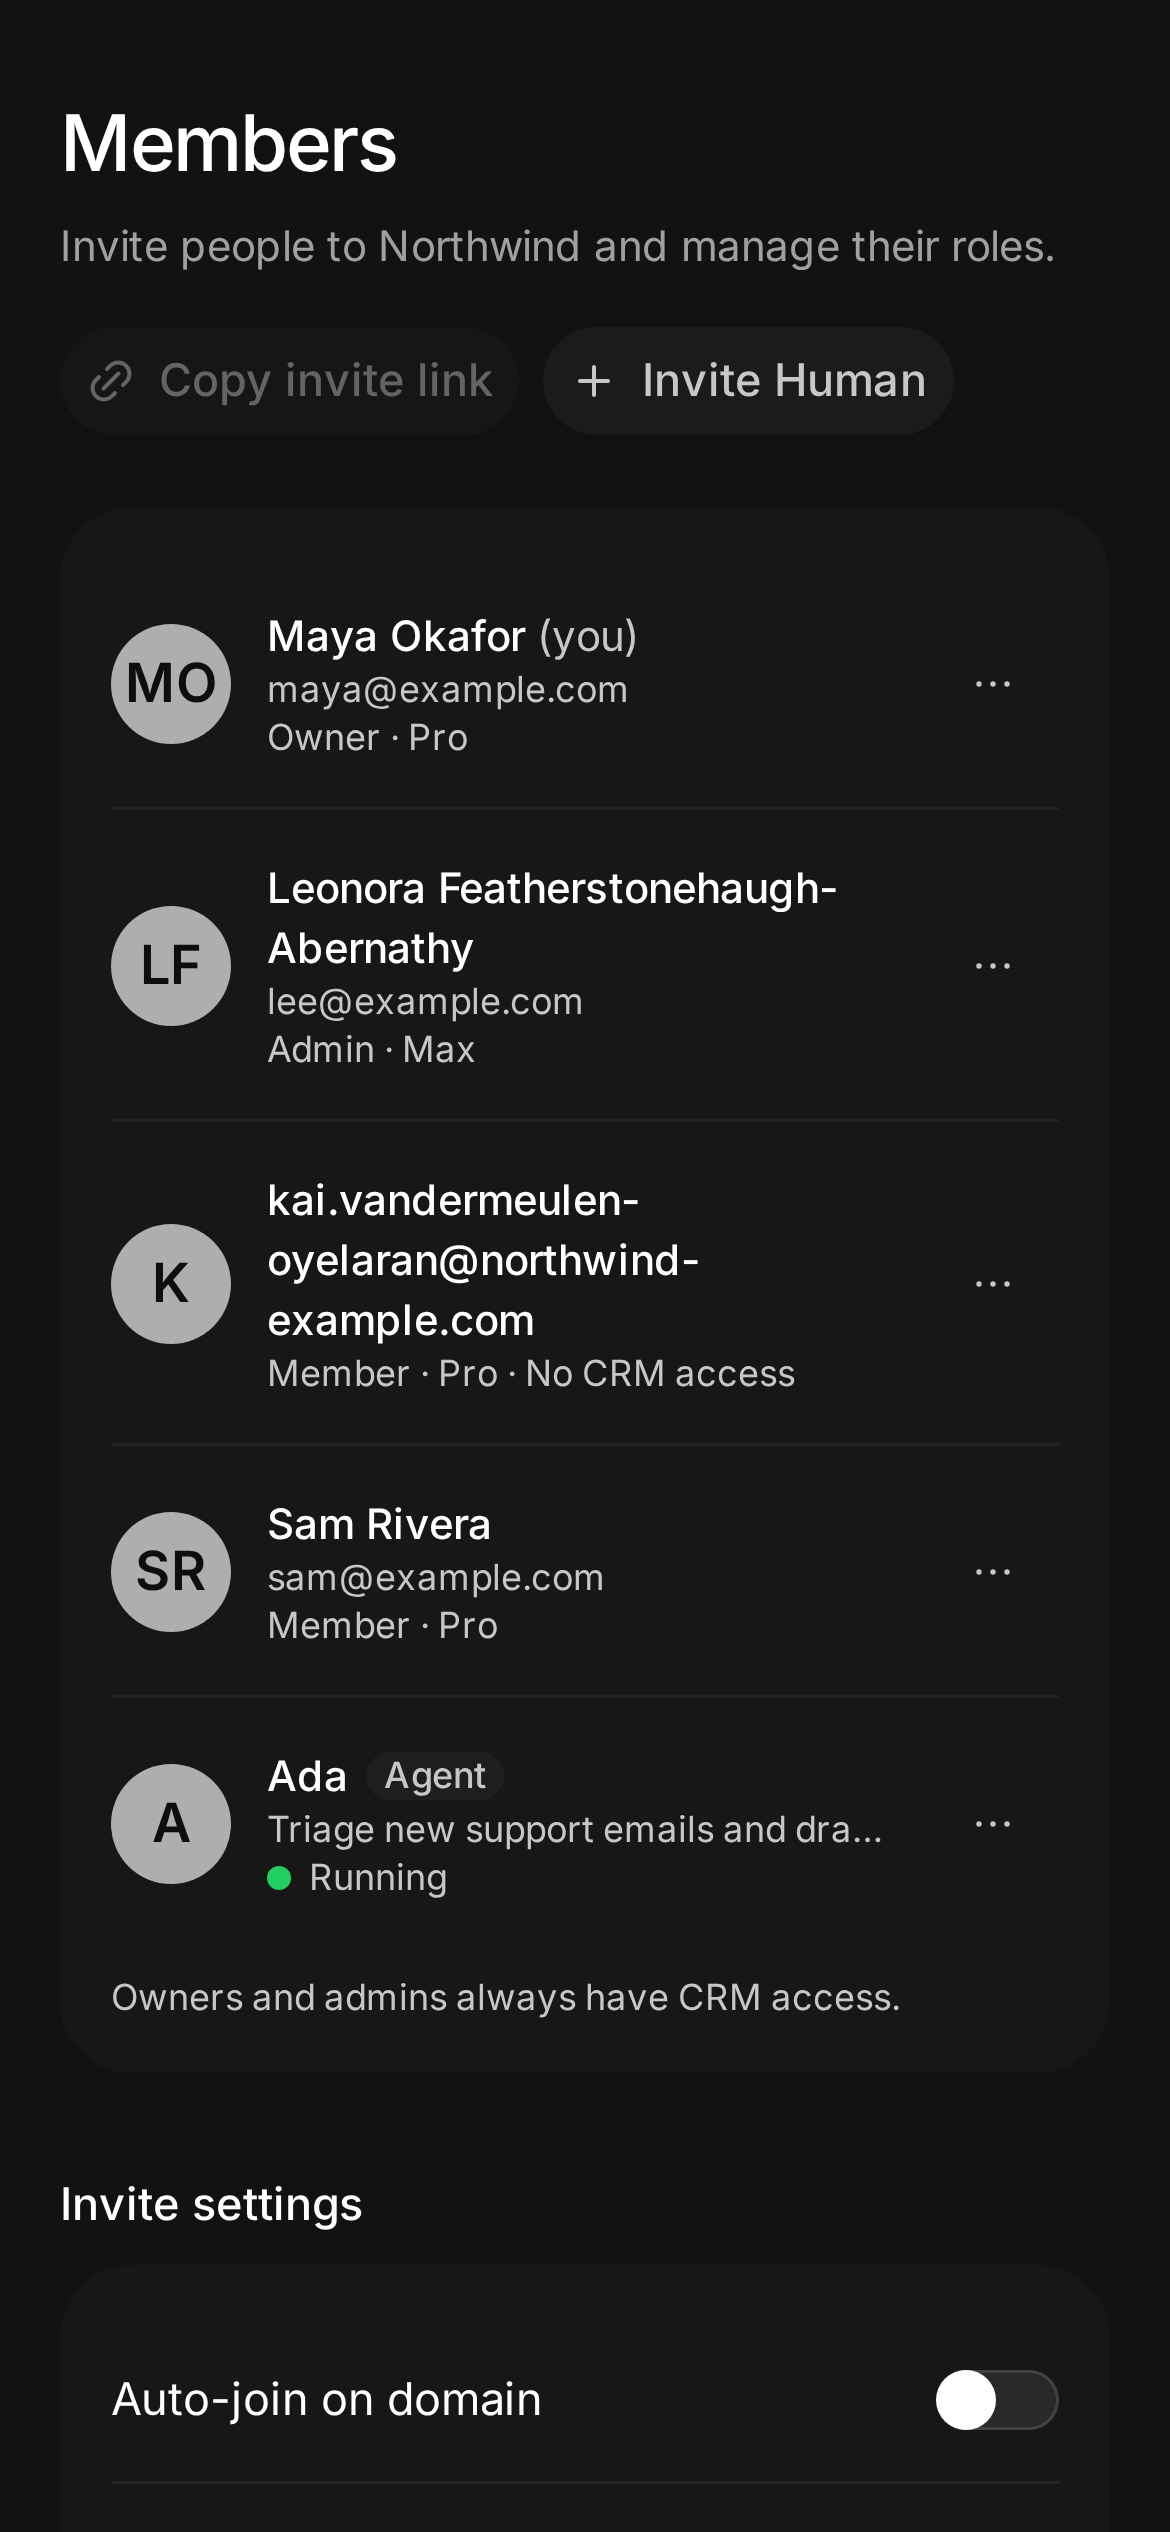 Members
Invite people to Northwind and manage their roles.
Copy invite link
Invite Human
MO
Maya Okafor (you)
maya@example.com
Owner · Pro
LF
Leonora Featherstonehaugh-
Abernathy
lee@example.com
Admin · Max
K
kai.vandermeulen-
oyelaran@northwind-
example.com
Member · Pro · No CRM access
SR
Sam Rivera
sam@example.com
Member · Pro
A
Ada Agent
Triage new support emails and dra...
Running
Owners and admins always have CRM access.
Invite settings
Auto-join on domain